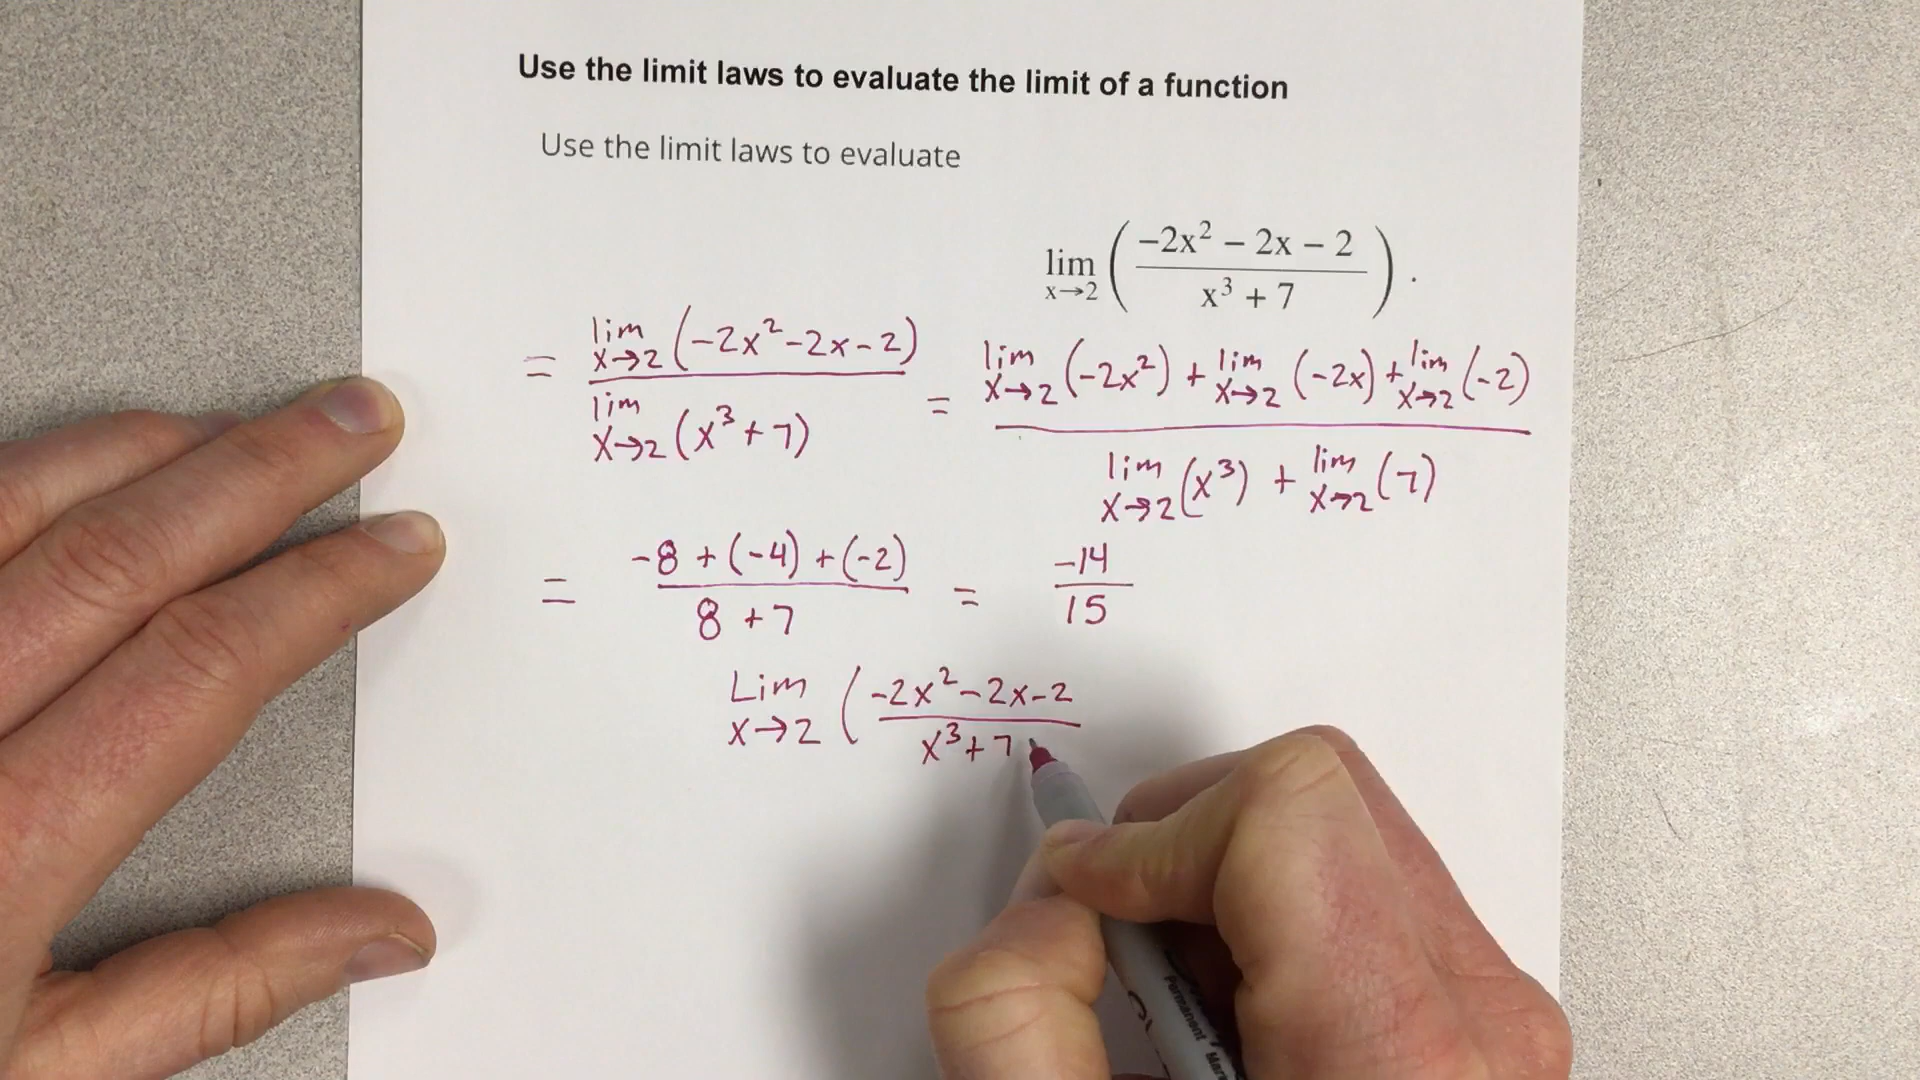 Use the limit laws to evaluate the limit of a function
Use the limit laws to evaluate
lim x→2 ( (−2x² − 2x − 2) / (x³ + 7) ) .
= lim x→2 (-2x²-2x-2) / lim x→2 (x³+7) = lim x→2 (-2x²) + lim x→2 (-2x) + lim x→2 (-2) / lim x→2 (x³) + lim x→2 (7)
= -8 + (-4) + (-2) / 8 + 7 = -14 / 15
Lim x→2 ( -2x²-2x-2 / x³+7
Permanent